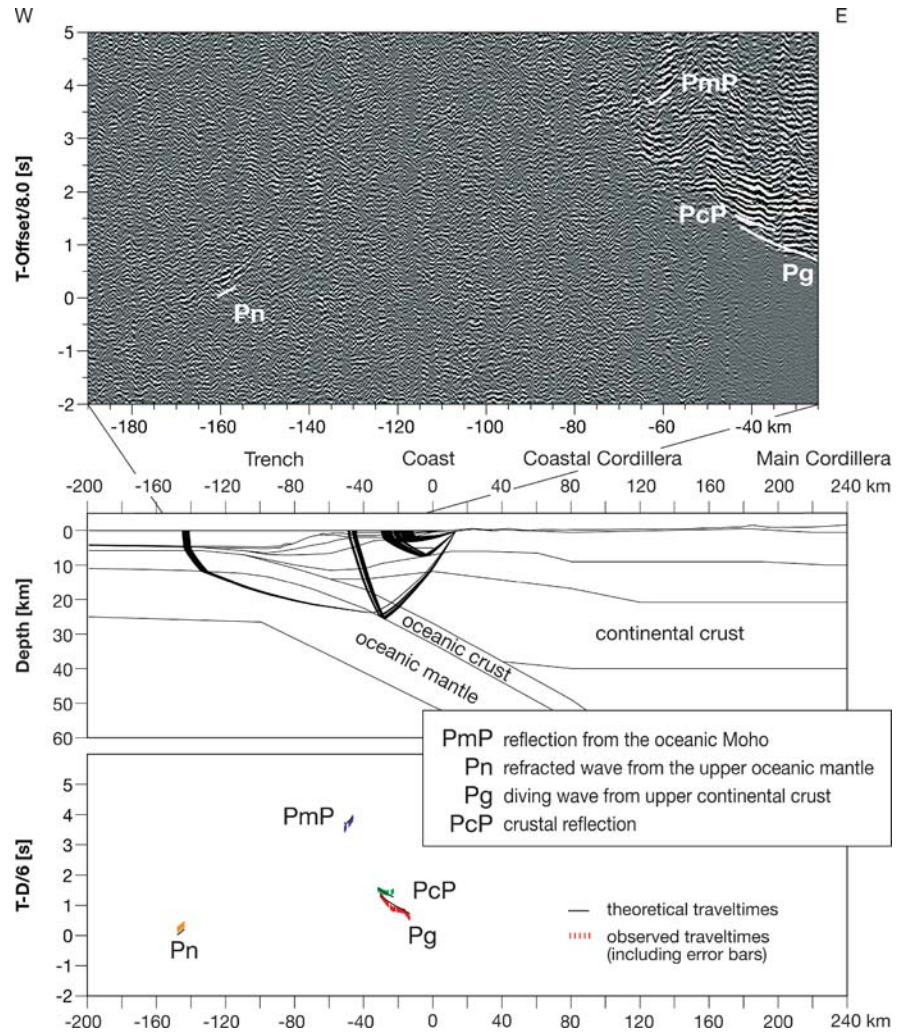 W E
5
4
3
2
1
0
-1
-2
T-Offset/8.0 [s]
PmP
PcP
Pg
Pn
-180 -160 -140 -120 -100 -80 -60 -40 km
Trench Coast Coastal Cordillera Main Cordillera
-200 -160 -120 -80 -40 0 40 80 120 160 200 240 km
0
10
20
30
40
50
60
Depth [km]
oceanic crust
oceanic mantle
continental crust
PmP reflection from the oceanic Moho
Pn refracted wave from the upper oceanic mantle
Pg diving wave from upper continental crust
PcP crustal reflection
5
4
3
2
1
0
-1
-2
T-D/6 [s]
PmP
PcP
Pg
Pn
theoretical traveltimes
observed traveltimes
(including error bars)
-200 -160 -120 -80 -40 0 40 80 120 160 200 240 km